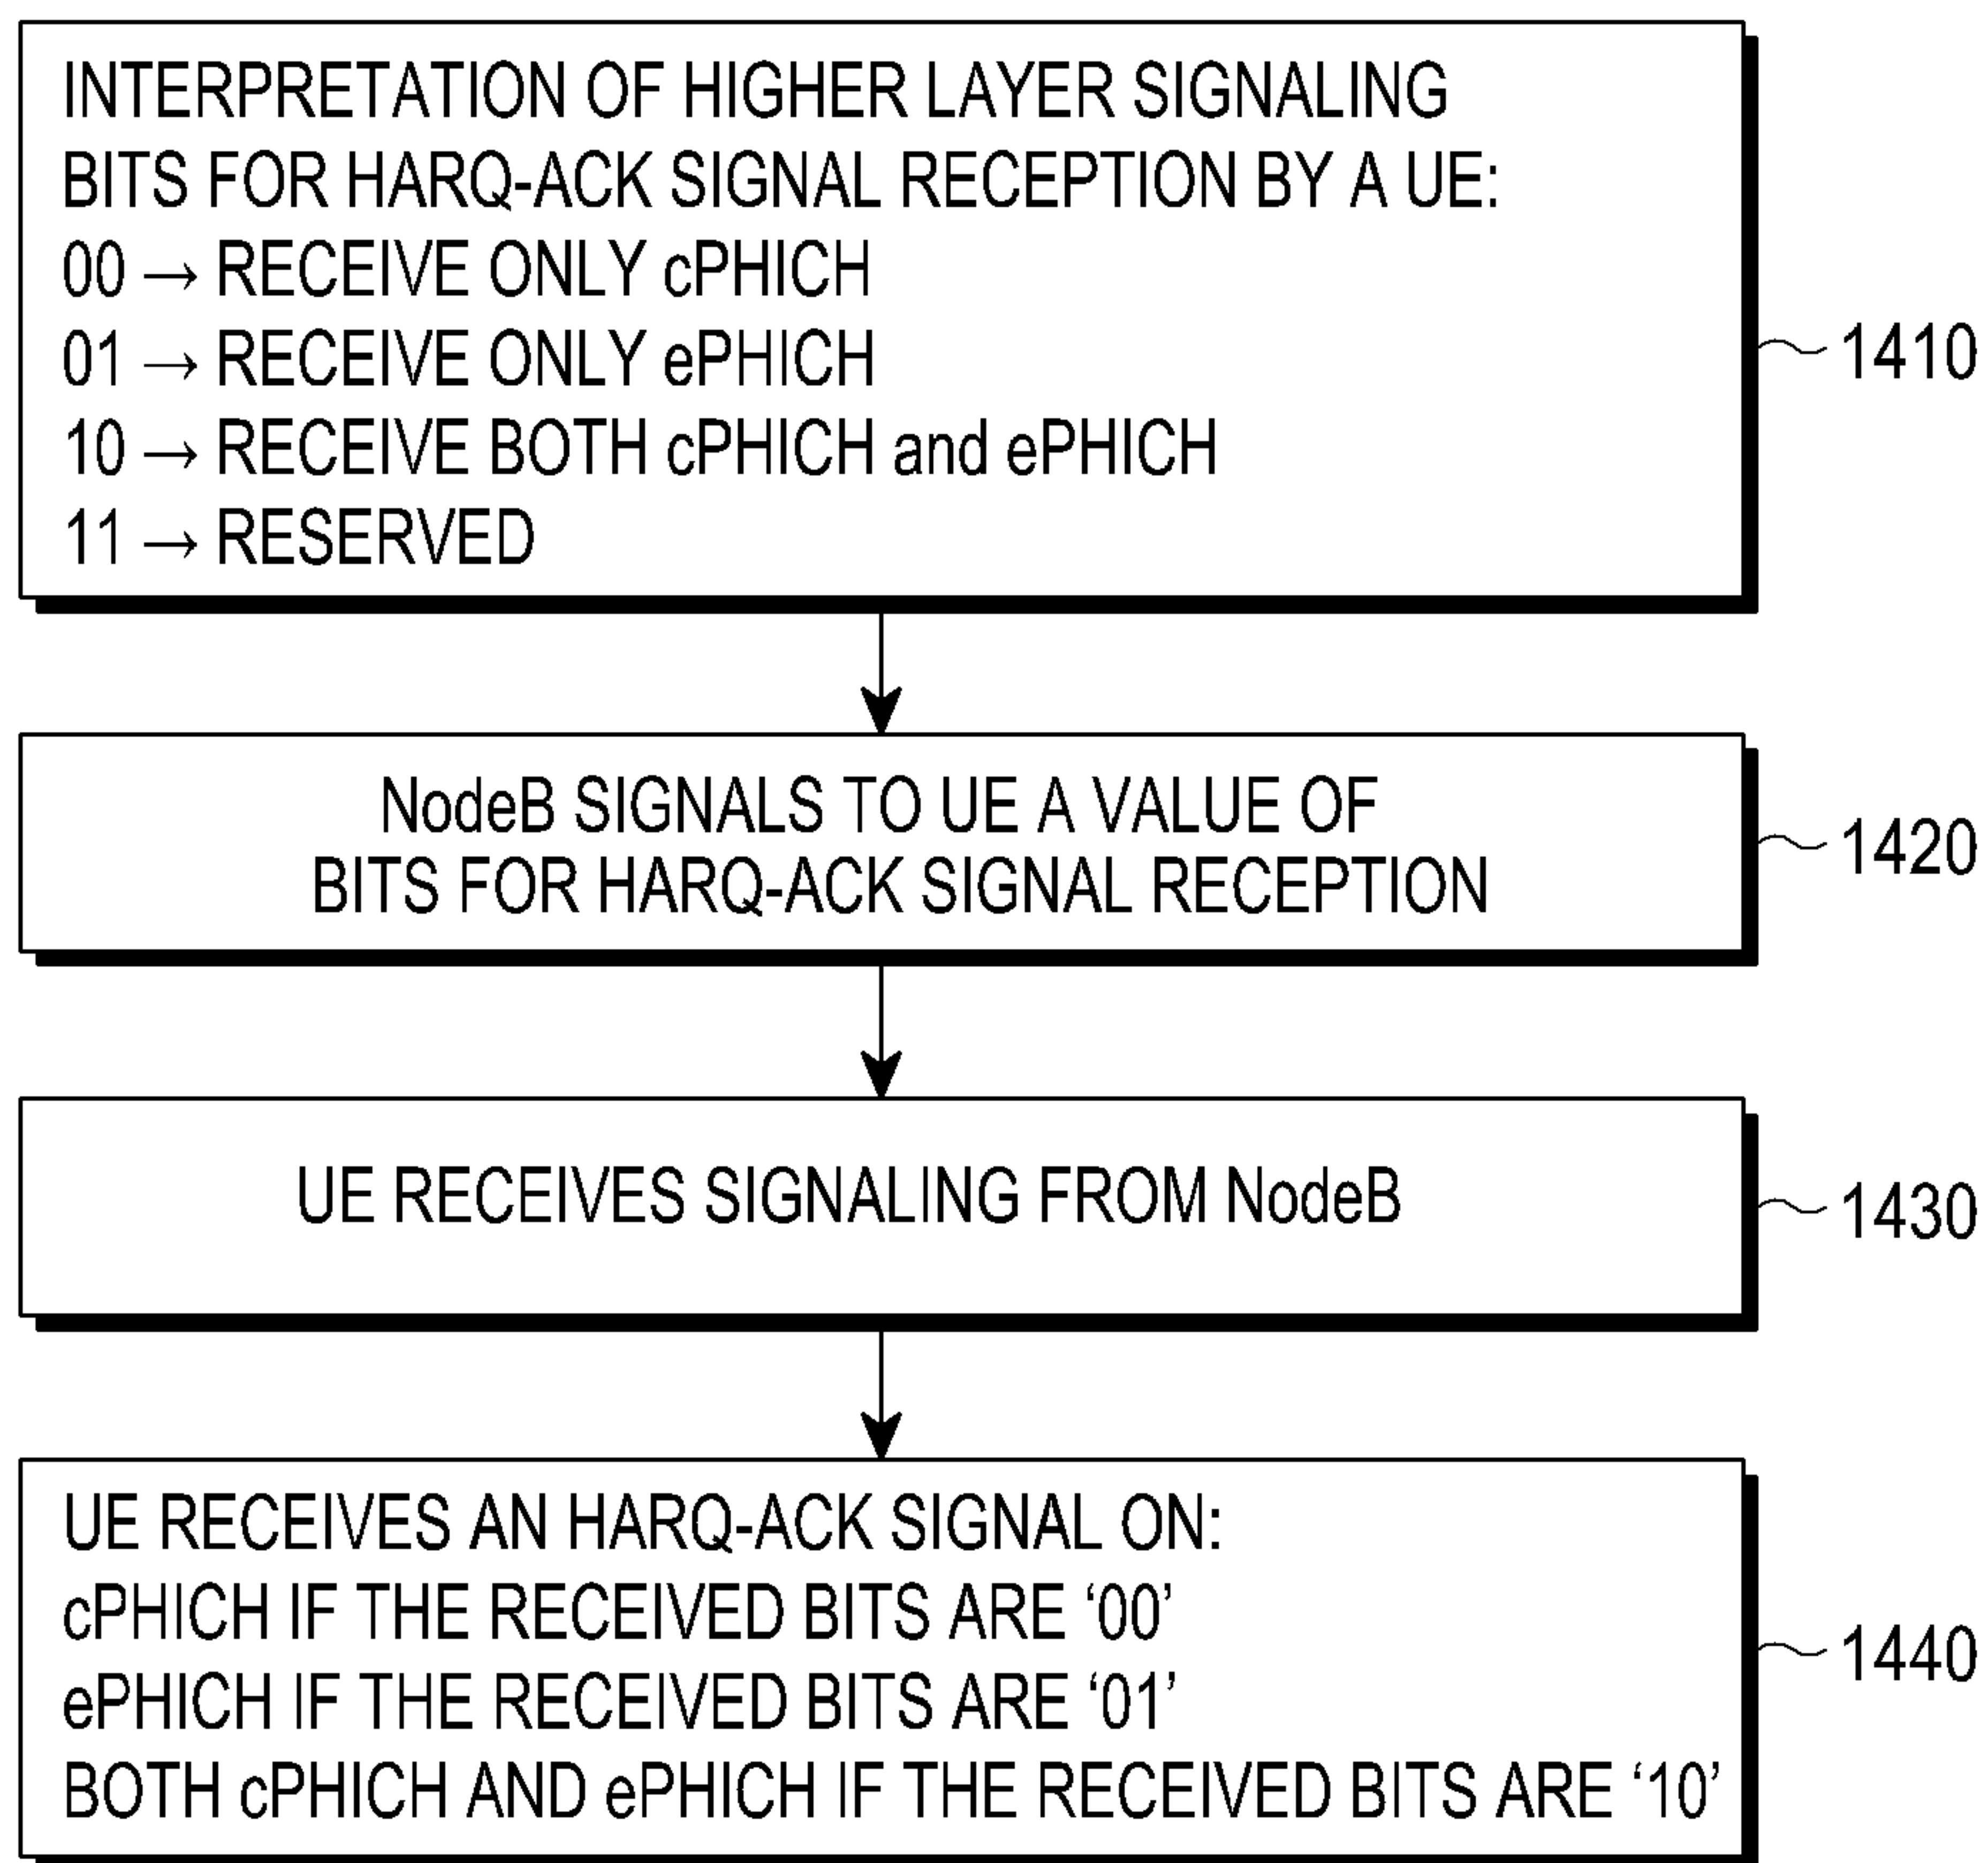 INTERPRETATION OF HIGHER LAYER SIGNALING
BITS FOR HARQ-ACK SIGNAL RECEPTION BY A UE:
00 → RECEIVE ONLY cPHICH
01 → RECEIVE ONLY ePHICH
10 → RECEIVE BOTH cPHICH and ePHICH
11 → RESERVED
1410
NodeB SIGNALS TO UE A VALUE OF
BITS FOR HARQ-ACK SIGNAL RECEPTION
1420
UE RECEIVES SIGNALING FROM NodeB
1430
UE RECEIVES AN HARQ-ACK SIGNAL ON:
cPHICH IF THE RECEIVED BITS ARE ‘00’
ePHICH IF THE RECEIVED BITS ARE ‘01’
BOTH cPHICH AND ePHICH IF THE RECEIVED BITS ARE ‘10’
1440